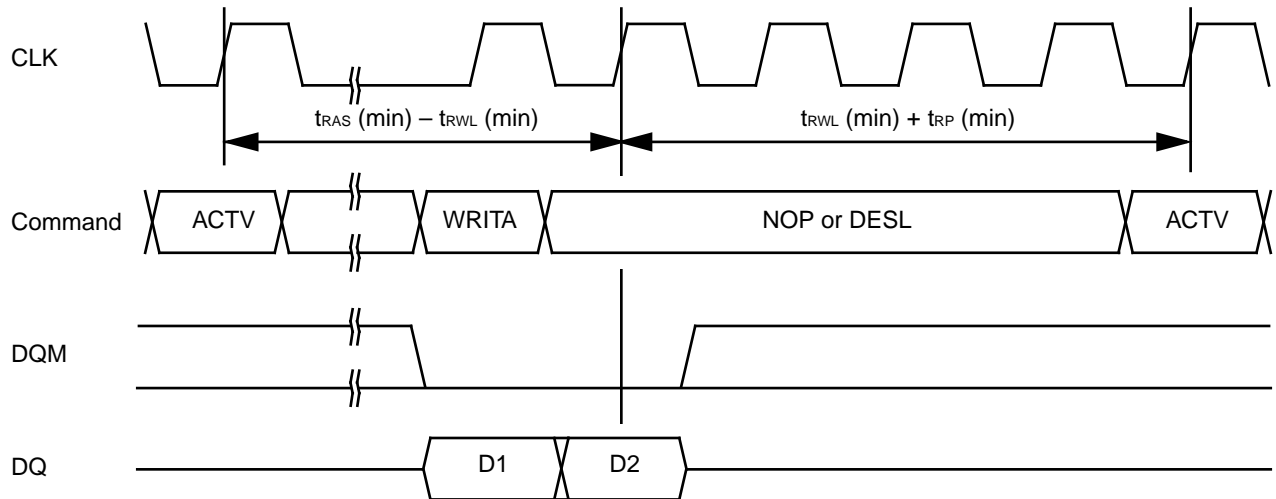 CLK
tRAS (min) – tRWL (min) tRWL (min) + tRP (min)
Command ACTV WRITA NOP or DESL ACTV
DQM
DQ D1 D2